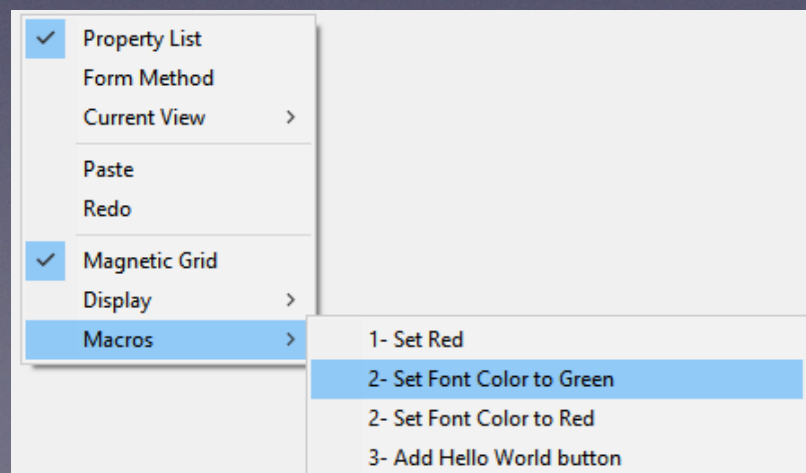 Property List
Form Method
Current View
Paste
Redo
Magnetic Grid
Display
Macros
1- Set Red
2- Set Font Color to Green
2- Set Font Color to Red
3- Add Hello World button